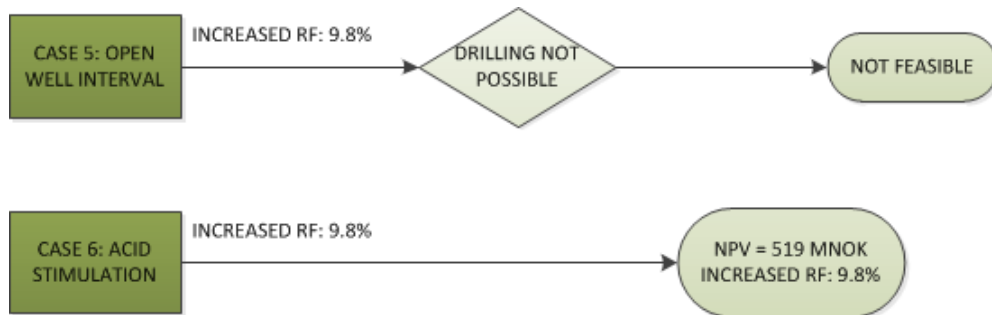 INCREASED RF: 9.8%
CASE 5: OPEN
WELL INTERVAL
DRILLING NOT
POSSIBLE
NOT FEASIBLE
INCREASED RF: 9.8%
CASE 6: ACID
STIMULATION
NPV = 519 MNOK
INCREASED RF: 9.8%